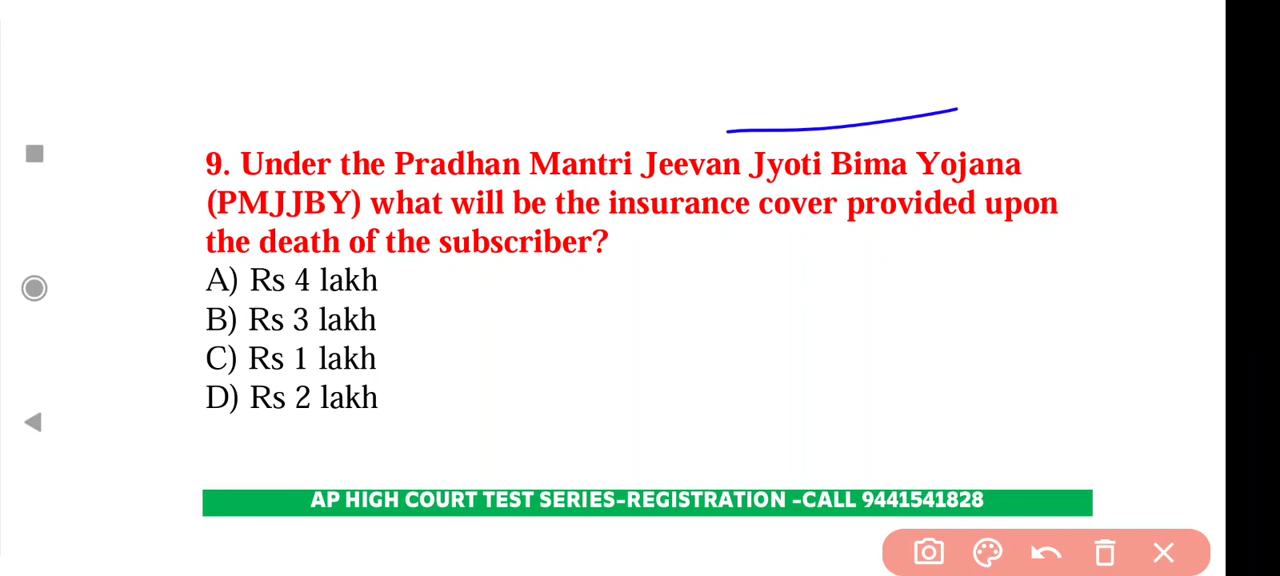 9. Under the Pradhan Mantri Jeevan Jyoti Bima Yojana
(PMJJBY) what will be the insurance cover provided upon
the death of the subscriber?
A) Rs 4 lakh
B) Rs 3 lakh
C) Rs 1 lakh
D) Rs 2 lakh
AP HIGH COURT TEST SERIES-REGISTRATION -CALL 9441541828